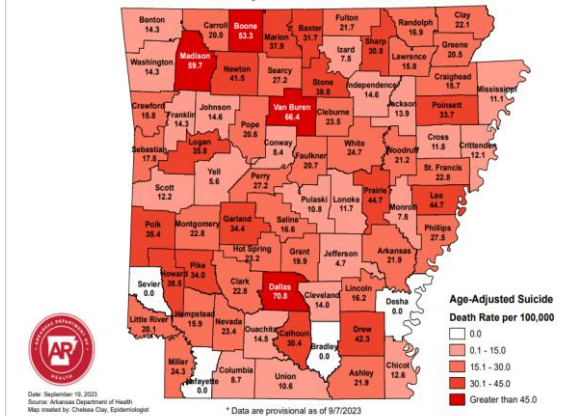 Benton
14.3
Carroll
20.0
Boone
53.3
Marion
37.9
Baxter
31.7
Fulton
21.7
Randolph
16.9
Clay
22.1
Izard
7.5
Sharp
30.8
Greene
20.5
Lawrence
15.8
Washington
14.3
Madison
59.7
Newton
41.5
Searcy
27.2
Stone
38.8
Independence
14.6
Jackson
13.9
Craighead
15.7
Mississippi
11.1
Poinsett
33.7
Crawford
15.8
Franklin
14.3
Johnson
14.6
Pope
20.6
Van Buren
66.4
Cleburne
23.5
Conway
8.4
White
24.7
Woodruff
21.2
Cross
11.8
Crittenden
12.1
Sebastian
17.8
Logan
35.8
Faulkner
20.7
St. Francis
22.8
Scott
12.2
Yell
5.6
Perry
27.2
Pulaski
10.8
Lonoke
11.7
Prairie
44.7
Monroe
7.8
Lee
44.7
Phillips
27.5
Polk
35.4
Montgomery
22.8
Garland
34.4
Saline
16.6
Hot Spring
23.2
Grant
19.9
Jefferson
4.7
Arkansas
21.9
Sevier
0.0
Howard
38.5
Pike
34.0
Clark
22.8
Dallas
70.8
Cleveland
14.0
Lincoln
16.2
Desha
0.0
Little River
20.1
Hempstead
15.9
Nevada
23.4
Ouachita
14.5
Calhoun
30.4
Bradley
0.0
Drew
42.3
Miller
24.3
Lafayette
0.0
Columbia
8.7
Union
10.6
Ashley
21.9
Chicot
12.6
Age-Adjusted Suicide
Death Rate per 100,000
0.0
0.1 - 15.0
15.1 - 30.0
30.1 - 45.0
Greater than 45.0
ARKANSAS DEPARTMENT OF HEALTH
AR
Date: September 19, 2023
Source: Arkansas Department of Health
Map created by: Chelsea Clay, Epidemiologist
* Data are provisional as of 9/7/2023